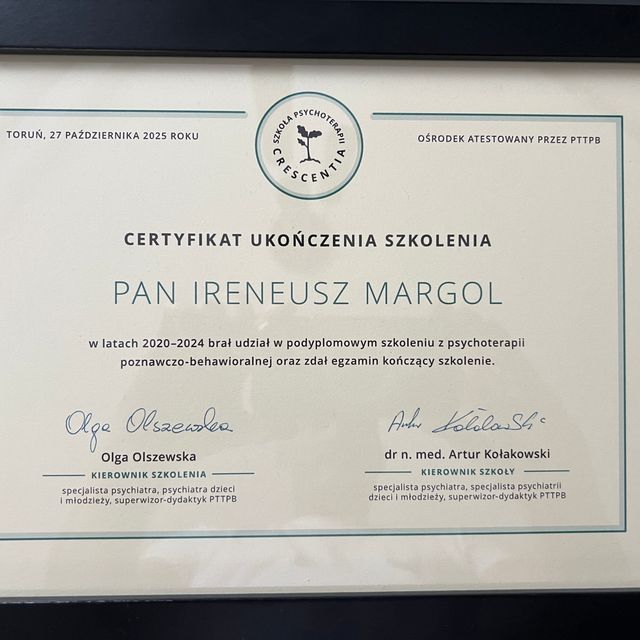 TORUŃ, 27 PAŹDZIERNIKA 2025 ROKU
SZKOŁA PSYCHOTERAPII
CRESCENTIA
OŚRODEK ATESTOWANY PRZEZ PTTPB
CERTYFIKAT UKOŃCZENIA SZKOLENIA
PAN IRENEUSZ MARGOL
w latach 2020–2024 brał udział w podyplomowym szkoleniu z psychoterapii
poznawczo-behawioralnej oraz zdał egzamin kończący szkolenie.
Olga Olszewska
Olga Olszewska
KIEROWNIK SZKOLENIA
specjalista psychiatra, psychiatra dzieci
i młodzieży, superwizor-dydaktyk PTTPB
Artur Kołakowski
dr n. med. Artur Kołakowski
KIEROWNIK SZKOŁY
specjalista psychiatra, specjalista psychiatrii
dzieci i młodzieży, superwizor-dydaktyk PTTPB